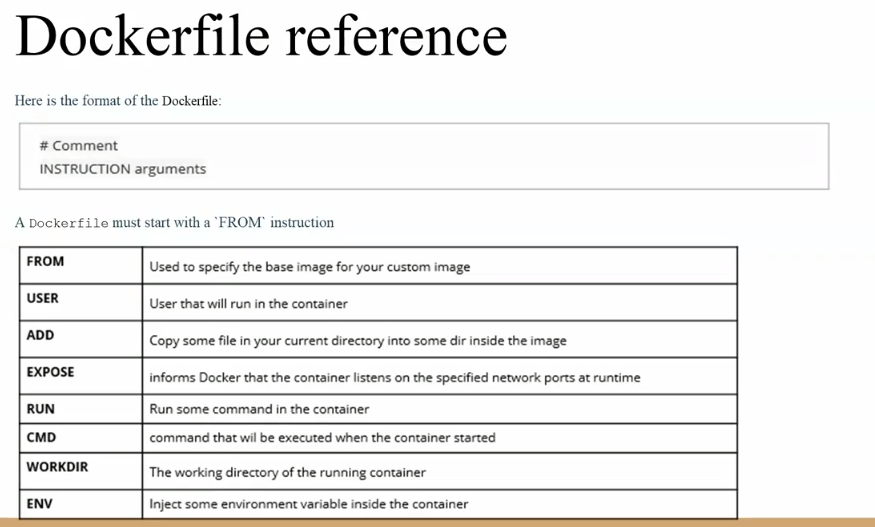 Dockerfile reference
Here is the format of the Dockerfile:
# Comment
INSTRUCTION arguments
A Dockerfile must start with a `FROM` instruction
FROM Used to specify the base image for your custom image
USER User that will run in the container
ADD Copy some file in your current directory into some dir inside the image
EXPOSE informs Docker that the container listens on the specified network ports at runtime
RUN Run some command in the container
CMD command that wil be executed when the container started
WORKDIR The working directory of the running container
ENV Inject some environment variable inside the container